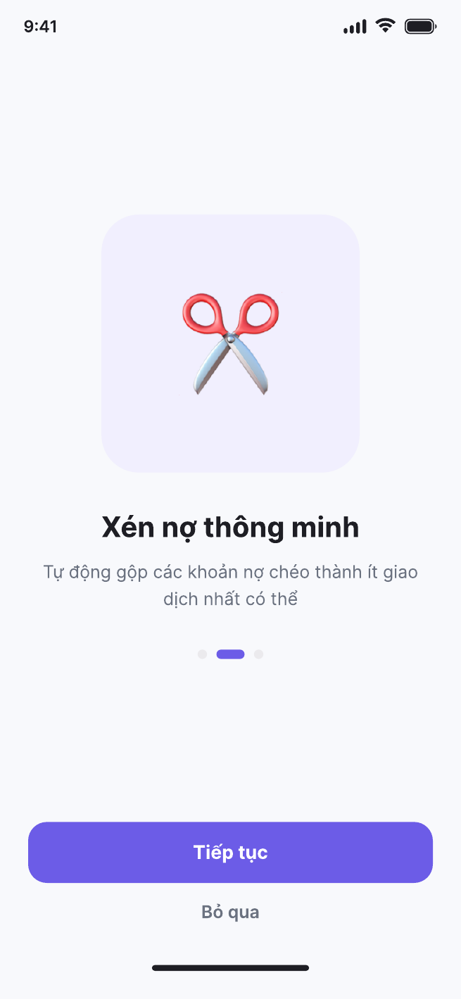 9:41
Xén nợ thông minh
Tự động gộp các khoản nợ chéo thành ít giao
dịch nhất có thể
Tiếp tục
Bỏ qua